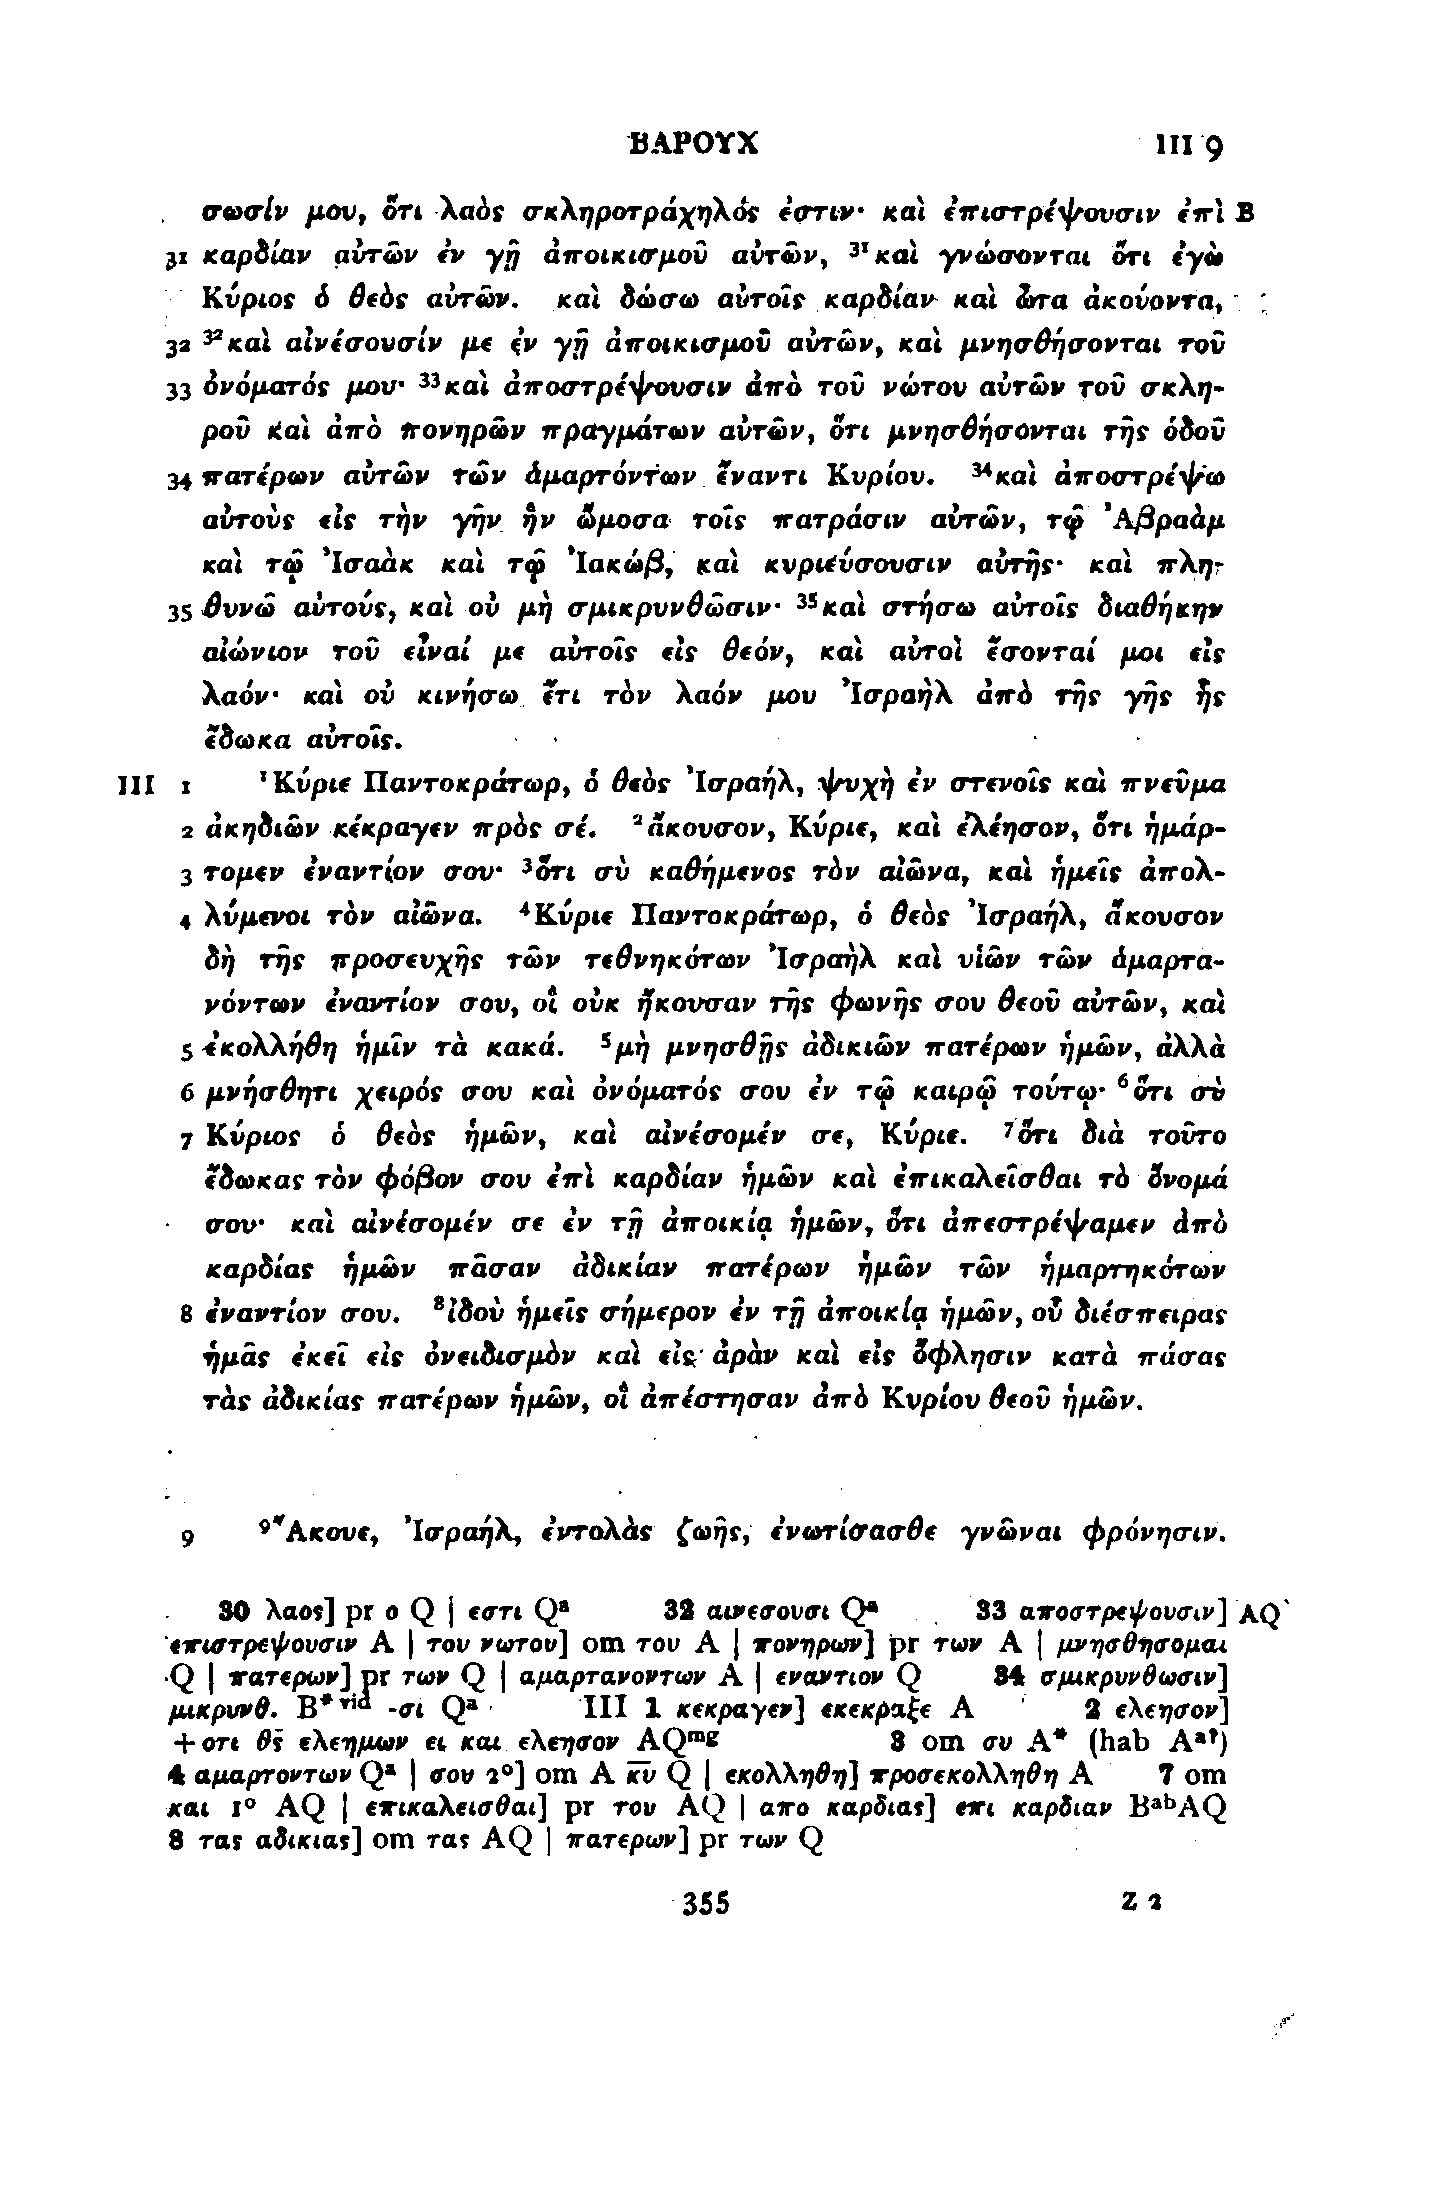 ΒΑΡΟΥΧ III 9
σωσίν μου, ὅτι λαὸς σκληροτράχηλός ἐστιν· καὶ ἐπιστρέψουσιν ἐπὶ B
31 καρδίαν αὐτῶν ἐν γῇ ἀποικισμοῦ αὐτῶν, ³¹καὶ γνώσονται ὅτι ἐγὼ
Κύριος ὁ θεὸς αὐτῶν. καὶ δώσω αὐτοῖς καρδίαν καὶ ὦτα ἀκούοντα,
32 ³²καὶ αἰνέσουσίν με ἐν γῇ ἀποικισμοῦ αὐτῶν, καὶ μνησθήσονται τοῦ
33 ὀνόματός μου· ³³καὶ ἀποστρέψουσιν ἀπὸ τοῦ νώτου αὐτῶν τοῦ σκλη-
ροῦ καὶ ἀπὸ πονηρῶν πραγμάτων αὐτῶν, ὅτι μνησθήσονται τῆς ὁδοῦ
34 πατέρων αὐτῶν τῶν ἁμαρτόντων ἔναντι Κυρίου. ³⁴καὶ ἀποστρέψω
αὐτοὺς εἰς τὴν γῆν ἣν ὤμοσα τοῖς πατράσιν αὐτῶν, τῷ Ἀβραὰμ
καὶ τῷ Ἰσαὰκ καὶ τῷ Ἰακώβ, καὶ κυριεύσουσιν αὐτῆς· καὶ πλη-
35 θυνῶ αὐτούς, καὶ οὐ μὴ σμικρυνθῶσιν· ³⁵καὶ στήσω αὐτοῖς διαθήκην
αἰώνιον τοῦ εἶναί με αὐτοῖς εἰς θεόν, καὶ αὐτοὶ ἔσονταί μοι εἰς
λαόν· καὶ οὐ κινήσω ἔτι τὸν λαόν μου Ἰσραὴλ ἀπὸ τῆς γῆς ἧς
ἔδωκα αὐτοῖς.
III 1 ¹Κύριε Παντοκράτωρ, ὁ θεὸς Ἰσραήλ, ψυχὴ ἐν στενοῖς καὶ πνεῦμα
2 ἀκηδιῶν κέκραγεν πρὸς σέ. ²ἄκουσον, Κύριε, καὶ ἐλέησον, ὅτι ἡμάρ-
3 τομεν ἐναντίον σου· ³ὅτι σὺ καθήμενος τὸν αἰῶνα, καὶ ἡμεῖς ἀπολ-
4 λύμενοι τὸν αἰῶνα. ⁴Κύριε Παντοκράτωρ, ὁ θεὸς Ἰσραήλ, ἄκουσον
δὴ τῆς προσευχῆς τῶν τεθνηκότων Ἰσραὴλ καὶ υἱῶν τῶν ἁμαρτα-
νόντων ἐναντίον σου, οἳ οὐκ ἤκουσαν τῆς φωνῆς σου θεοῦ αὐτῶν, καὶ
5 ἐκολλήθη ἡμῖν τὰ κακά. ⁵μὴ μνησθῇς ἀδικιῶν πατέρων ἡμῶν, ἀλλὰ
6 μνήσθητι χειρός σου καὶ ὀνόματός σου ἐν τῷ καιρῷ τούτῳ· ⁶ὅτι σὺ
7 Κύριος ὁ θεὸς ἡμῶν, καὶ αἰνέσομέν σε, Κύριε. ⁷ὅτι διὰ τοῦτο
ἔδωκας τὸν φόβον σου ἐπὶ καρδίαν ἡμῶν καὶ ἐπικαλεῖσθαι τὸ ὄνομά
σου· καὶ αἰνέσομέν σε ἐν τῇ ἀποικίᾳ ἡμῶν, ὅτι ἀπεστρέψαμεν ἀπὸ
καρδίας ἡμῶν πᾶσαν ἀδικίαν πατέρων ἡμῶν τῶν ἡμαρτηκότων
8 ἐναντίον σου. ⁸ἰδοὺ ἡμεῖς σήμερον ἐν τῇ ἀποικίᾳ ἡμῶν, οὗ διέσπειρας
ἡμᾶς ἐκεῖ εἰς ὀνειδισμὸν καὶ εἰς ἀρὰν καὶ εἰς ὄφλησιν κατὰ πάσας
τὰς ἀδικίας πατέρων ἡμῶν, οἳ ἀπέστησαν ἀπὸ Κυρίου θεοῦ ἡμῶν.
9 ⁹Ἄκουε, Ἰσραήλ, ἐντολὰς ζωῆς, ἐνωτίσασθε γνῶναι φρόνησιν.
30 λαος] pr ο Q | εστι Qᵃ 32 αινεσουσι Qᵃ 33 αποστρεψουσιν] AQ
επιστρεψουσιν A | του νωτου] om του A | πονηρων] pr των A | μνησθησομαι
Q | πατερων] pr των Q | αμαρτανοντων A | εναντιον Q 34 σμικρυνθωσιν]
μικρυνθ. B*ᵛⁱᵈ -σι Qᵃ III 1 κεκραγεν] εκεκραξε A 2 ελεησον]
+οτι θ̅ς̅ ελεημων ει και ελεησον AQᵐᵍ 3 om συ A* (hab Aᵃ†)
4 αμαρτοντων Qᵃ | σου 2°] om A κ̅υ̅ Q | εκολληθη] προσεκολληθη A 7 om
και 1° AQ | επικαλεισθαι] pr του AQ | απο καρδιας] επι καρδιαν BᵃᵇAQ
8 τας αδικιας] om τας AQ | πατερων] pr των Q
355 Z 2